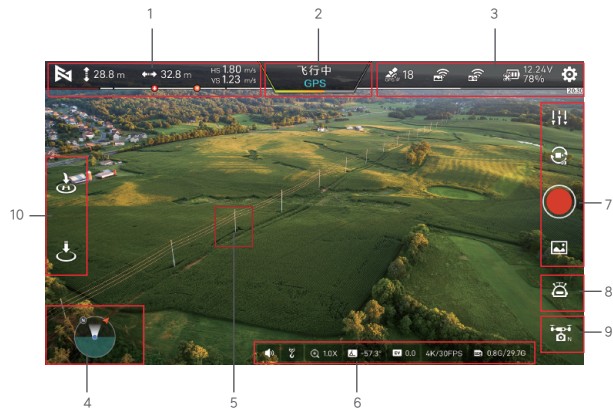 1
2
3
28.8 m
32.8 m
HS 1.80 m/s
VS 1.23 m/s
飞行中
GPS
18
12.24V
78%
20:30
H
10
7
8
9
N
N
1.0X
-57.3°
EV 0.0
4K/30FPS
0.8G/29.7G
4
5
6